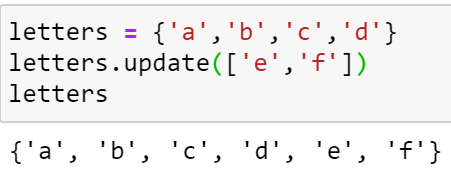 letters = {'a','b','c','d'}
letters.update(['e','f'])
letters
{'a', 'b', 'c', 'd', 'e', 'f'}